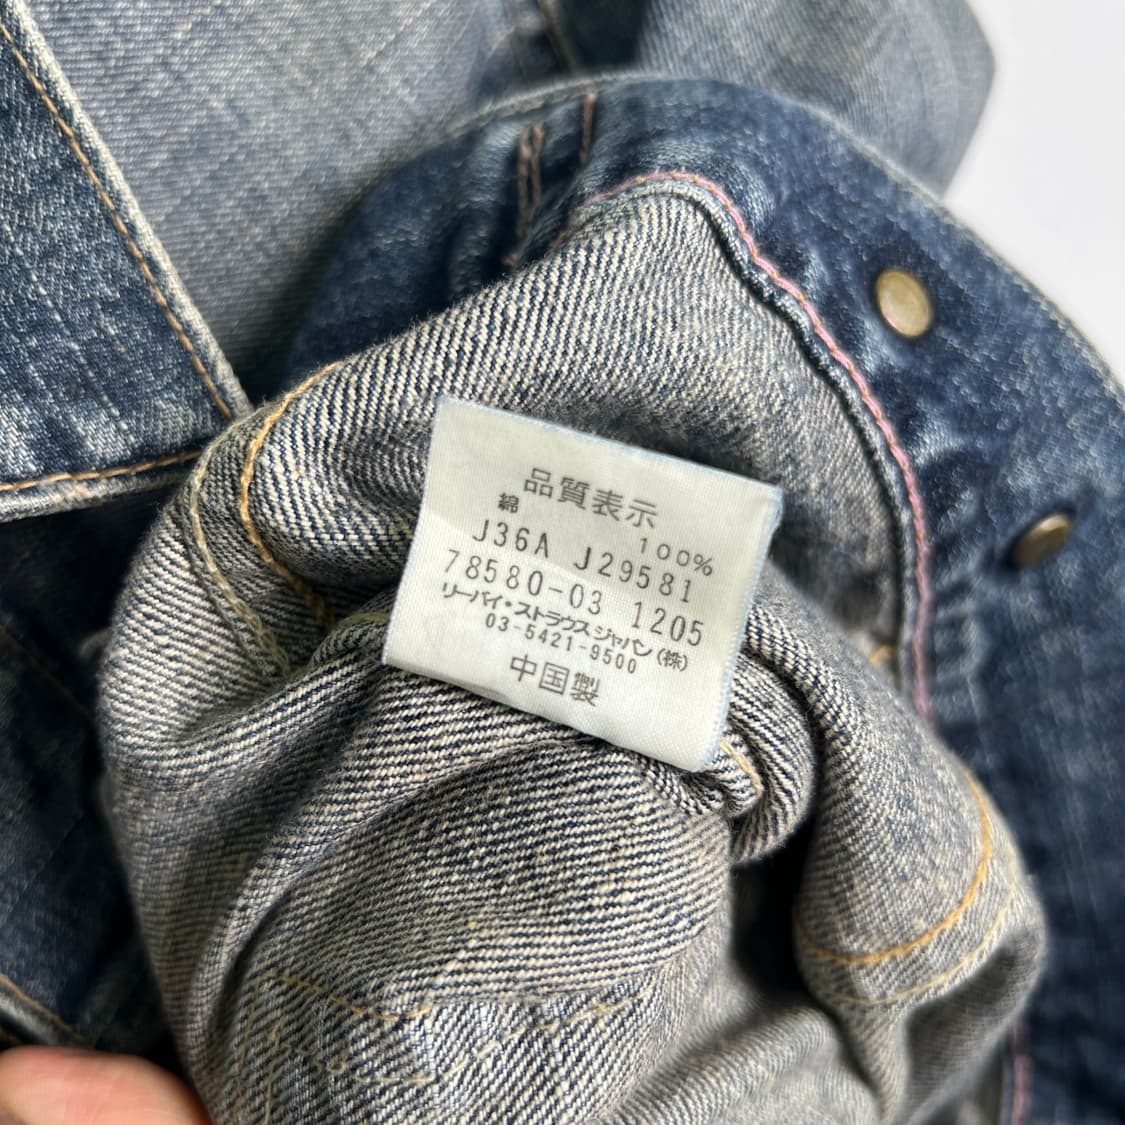 品質表示
綿 100%
J36A J29581
78580-03 1205
リーバイ・ストラウス ジャパン(株)
03-5421-9500
中国製